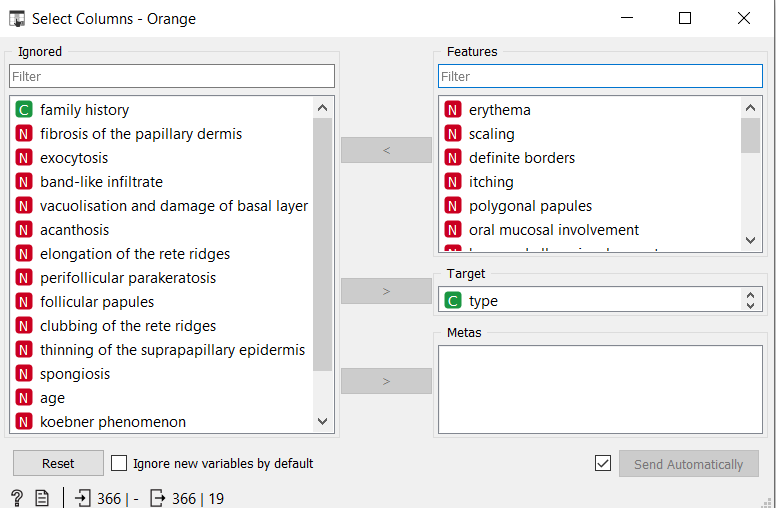 Select Columns - Orange
Ignored
Filter
C family history
N fibrosis of the papillary dermis
N exocytosis
N band-like infiltrate
N vacuolisation and damage of basal layer
N acanthosis
N elongation of the rete ridges
N perifollicular parakeratosis
N follicular papules
N clubbing of the rete ridges
N thinning of the suprapapillary epidermis
N spongiosis
N age
N koebner phenomenon
<
>
>
Features
Filter
N erythema
N scaling
N definite borders
N itching
N polygonal papules
N oral mucosal involvement
Target
C type
Metas
Reset
Ignore new variables by default
Send Automatically
? 366 | - 366 | 19